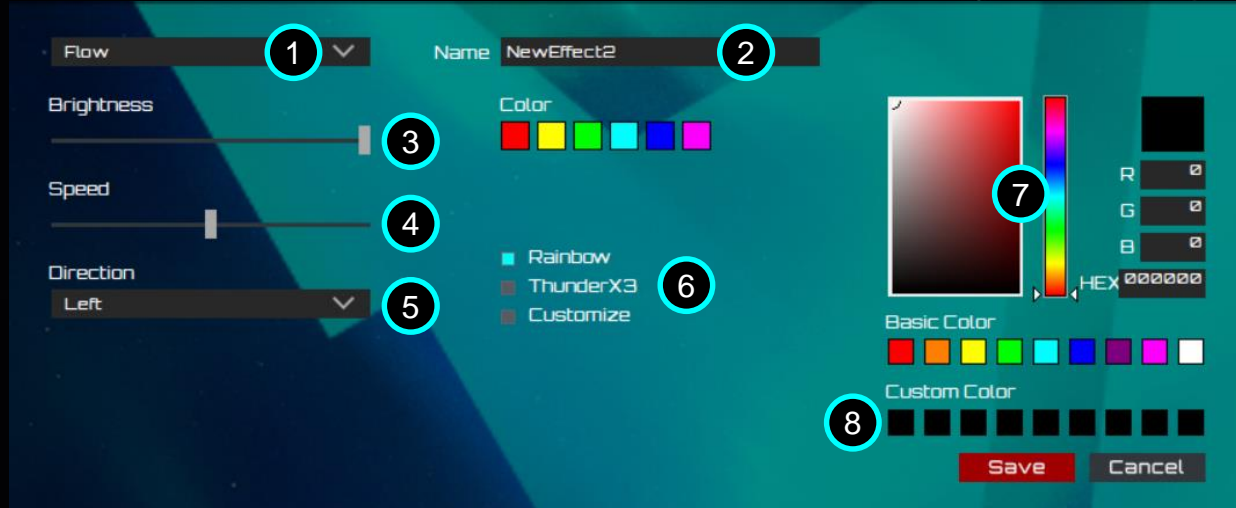 Flow 1
Name NewEffect2 2
Brightness
3
Speed
4
Direction
Left 5
Color
Rainbow
ThunderX3 6
Customize
7
R 0
G 0
B 0
HEX 000000
Basic Color
Custom Color
8
Save Cancel